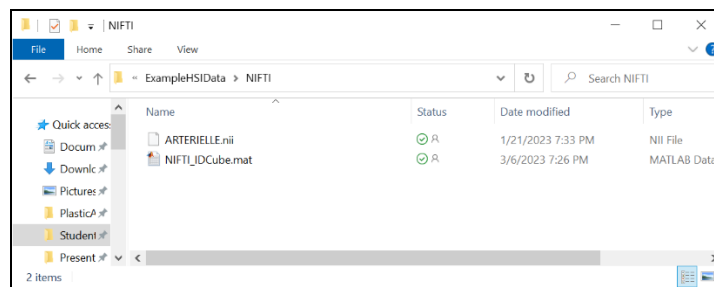 NIFTI
File Home Share View
« ExampleHSIData > NIFTI Search NIFTI
Name Status Date modified Type
Quick acces
ARTERIELLE.nii 1/21/2023 7:33 PM NII File
Docum
NIFTI_IDCube.mat 3/6/2023 7:26 PM MATLAB Data
Downlc
Pictures
PlasticA
Student
Present
2 items